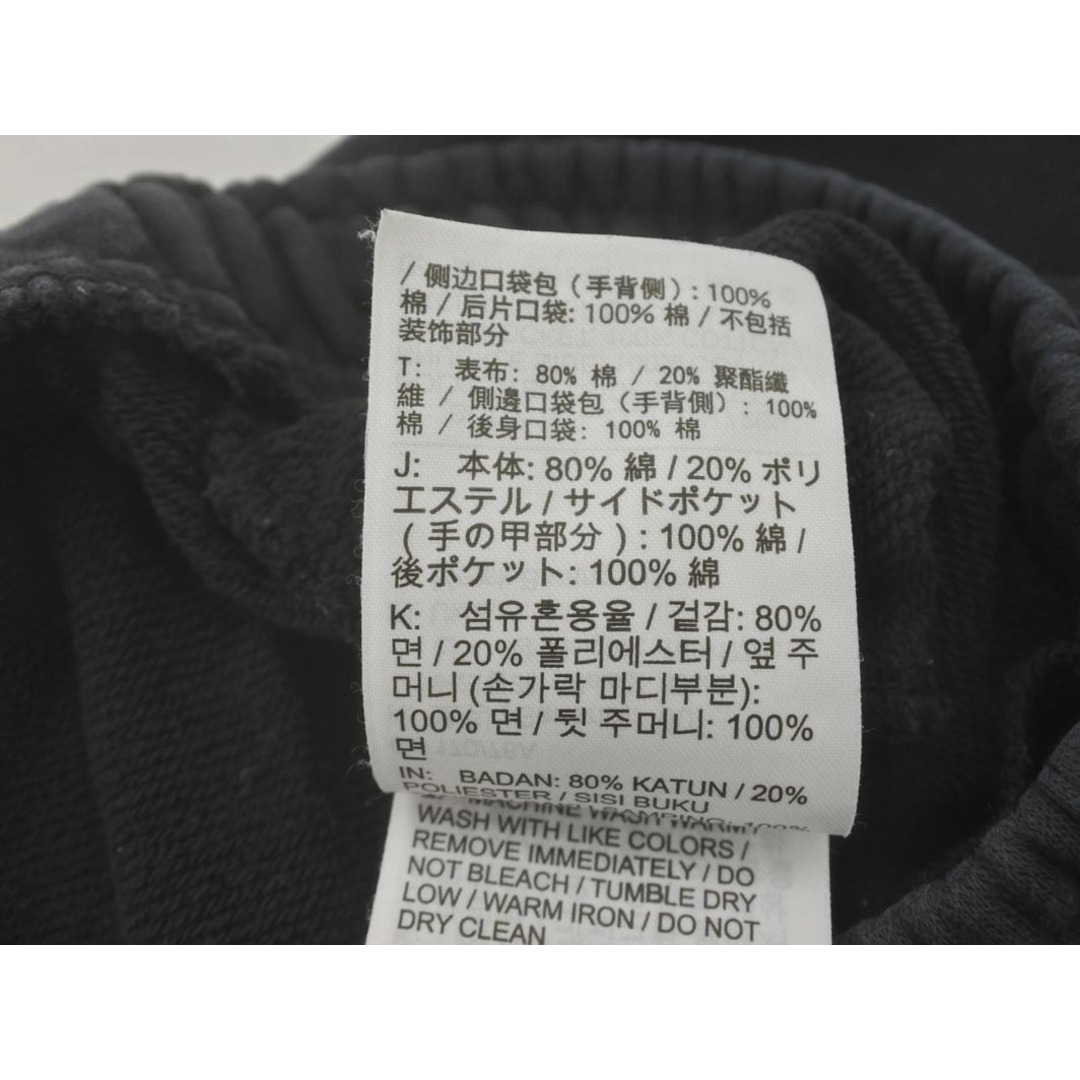 / 侧边口袋包（手背侧）: 100%
棉 / 后片口袋: 100% 棉 / 不包括
装饰部分
T: 表布: 80% 棉 / 20% 聚酯纖
維 / 側邊口袋包（手背側）: 100%
棉 / 後身口袋: 100% 棉
J: 本体: 80% 綿 / 20% ポリ
エステル / サイドポケット
( 手の甲部分 ) : 100% 綿 /
後ポケット: 100% 綿
K: 섬유혼용율 / 겉감: 80%
면 / 20% 폴리에스터 / 옆 주
머니 (손가락 마디부분):
100% 면 / 뒷 주머니: 100%
면
IN: BADAN: 80% KATUN / 20%
POLIESTER / SISI BUKU
MACHINE WASH WARM /
WASH WITH LIKE COLORS /
REMOVE IMMEDIATELY / DO
NOT BLEACH / TUMBLE DRY
LOW / WARM IRON / DO NOT
DRY CLEAN